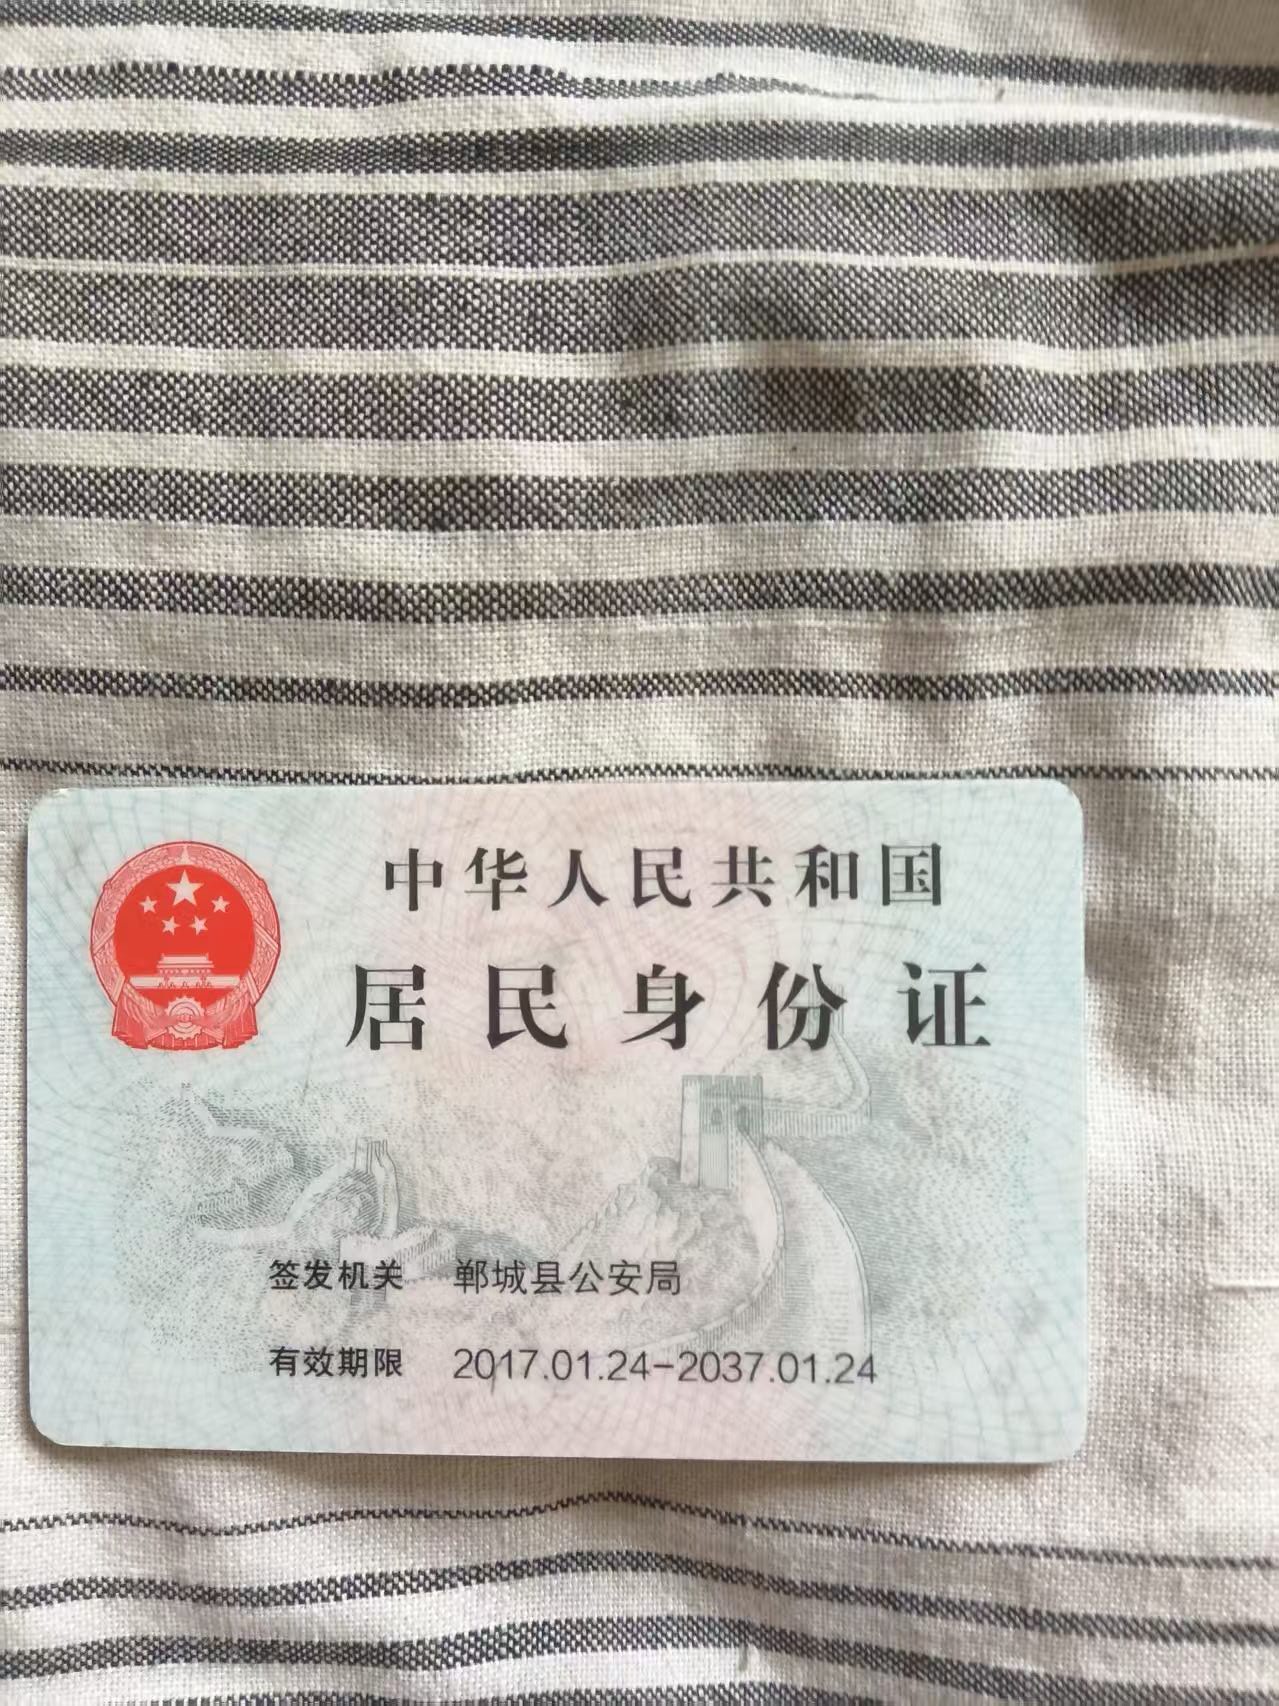 中华人民共和国
居民身份证
签发机关 郸城县公安局
有效期限 2017.01.24-2037.01.24